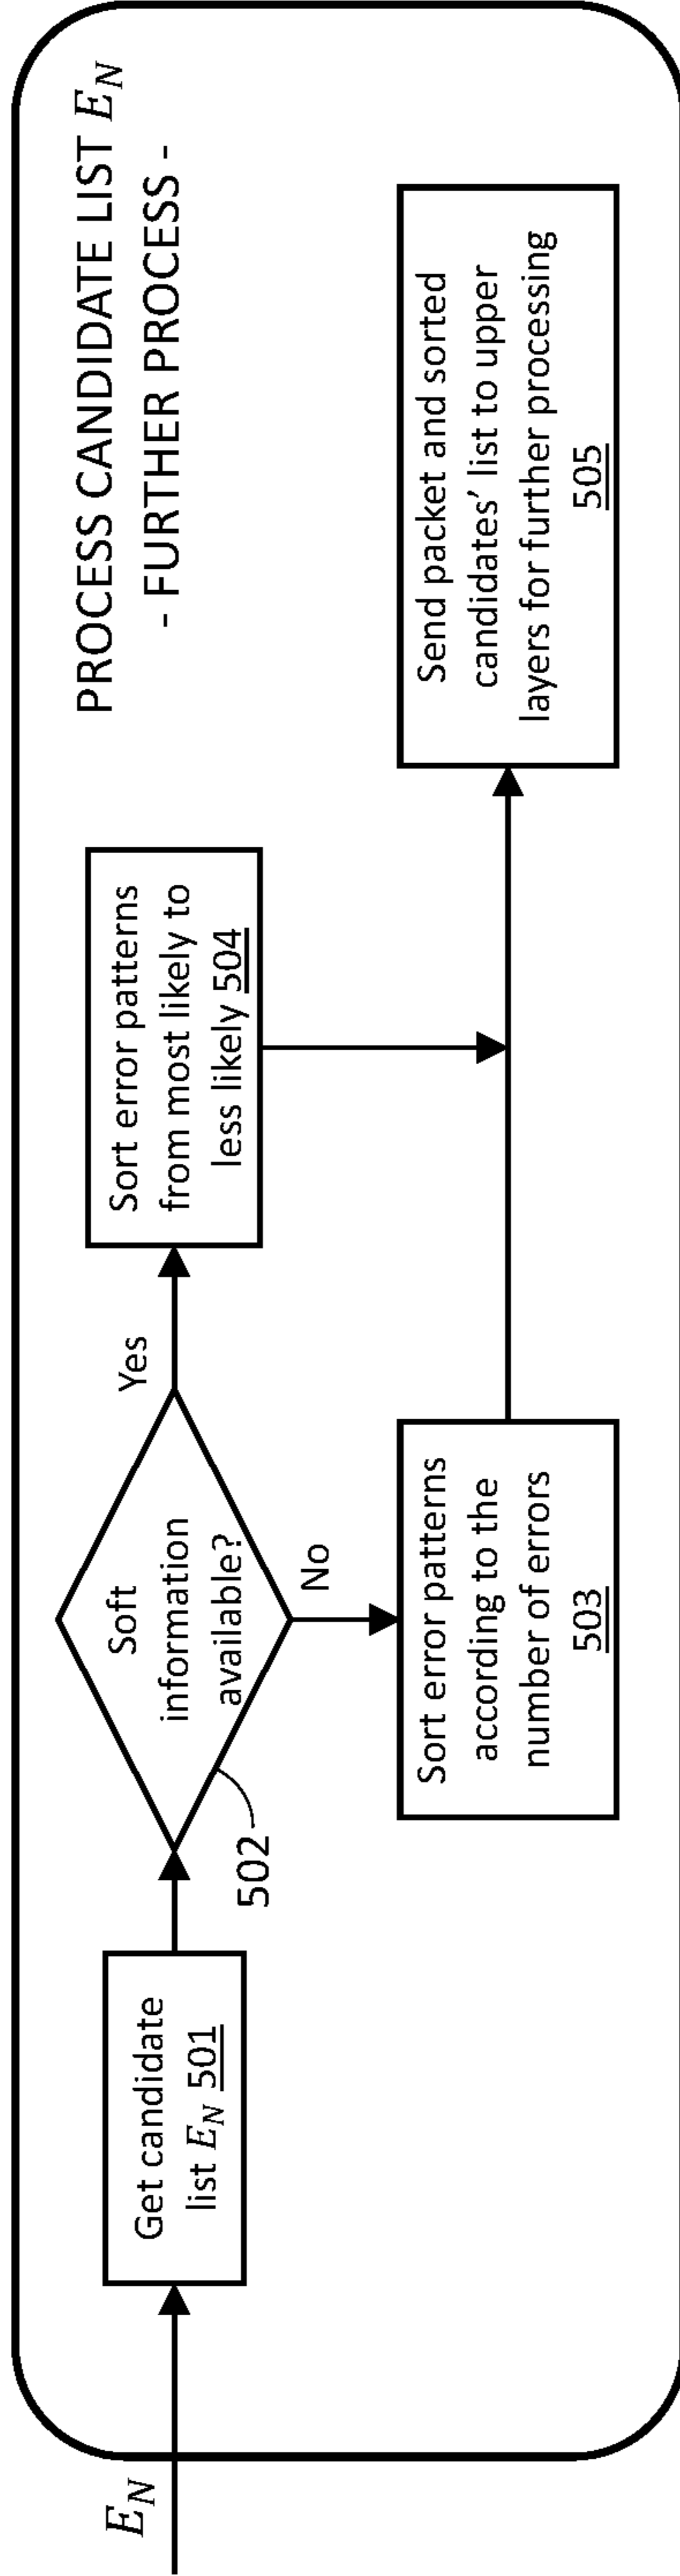 PROCESS CANDIDATE LIST E_N
- FURTHER PROCESS -
E_N
Get candidate
list E_N 501
Soft
information
available?
502
Yes
No
Sort error patterns
from most likely to
less likely 504
Sort error patterns
according to the
number of errors
503
Send packet and sorted
candidates’ list to upper
layers for further processing
505